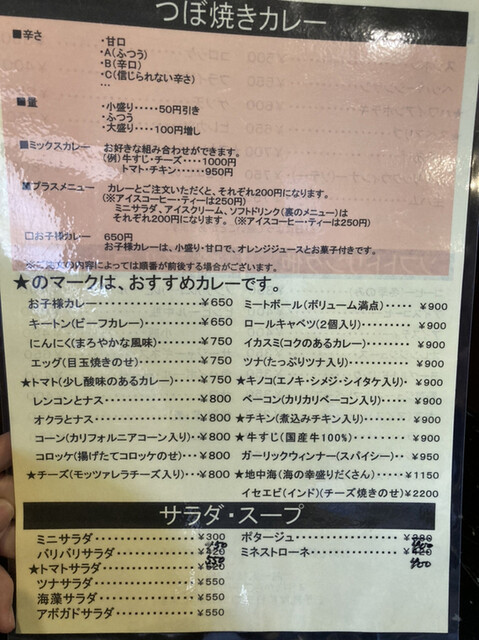 つぼ焼きカレー
■辛さ
・甘口
・A(ふつう)
・B(辛口)
・C(信じられない辛さ)
…
■量
・小盛り・・・・・50円引き
・ふつう
・大盛り・・・・・100円増し
■ミックスカレー お好きな組み合わせができます。
(例)牛すじ・チーズ・・・・・1000円
トマト・チキン・・・・・・950円
プラスメニュー カレーとご注文いただくと、それぞれ200円になります。
(※アイスコーヒー・ティーは250円)
ミニサラダ、アイスクリーム、ソフトドリンク(裏のメニュー)は
それぞれ200円になります。 (※アイスコーヒー・ティーは250円)
□お子様カレー 650円
お子様カレーは、小盛り・甘口で、オレンジジュースとお菓子付きです。
※ご注文の内容によっては順番が前後する場合がございます。
★のマークは、おすすめカレーです。
お子様カレー・・・・・・・・・・・・¥650
キートン(ビーフカレー)・・・・・・¥650
にんにく(まろやかな風味)・・・・・¥750
エッグ(目玉焼きのせ)・・・・・・・¥750
★トマト(少し酸味のあるカレー)・・・・¥750
レンコンとナス・・・・・・・・・・¥800
オクラとナス・・・・・・・・・・・¥800
コーン(カリフォルニアコーン入り)・・¥800
コロッケ(揚げたてコロッケのせ)・・・¥800
★チーズ(モッツァレラチーズ入り)・・・¥800
ミートボール(ボリューム満点)・・・・・¥900
ロールキャベツ(2個入り)・・・・・・・¥900
イカスミ(コクのあるカレー)・・・・・・¥900
ツナ(たっぷりツナ入り)・・・・・・・・¥900
★キノコ(エノキ・シメジ・シイタケ入り)・¥900
ベーコン(カリカリベーコン入り)・・・・¥900
★チキン(煮込みチキン入り)・・・・・・・¥900
★牛すじ(国産牛100%)・・・・・・・・・¥900
ガーリックウィンナー(スパイシー)・・・¥950
★地中海(海の幸盛りだくさん)・・・・・¥1150
イセエビ(インド)(チーズ焼きのせ)¥2200
サラダ・スープ
ミニサラダ・・・・・・・・・・¥300
パリパリサラダ・・・・・・・・¥420
★トマトサラダ・・・・・・・・・¥520 550
ツナサラダ・・・・・・・・・・¥550
海藻サラダ・・・・・・・・・・¥550
アボガドサラダ・・・・・・・・¥550
ポタージュ・・・・・・・・・・¥380
ミネストローネ・・・・・・・・¥420